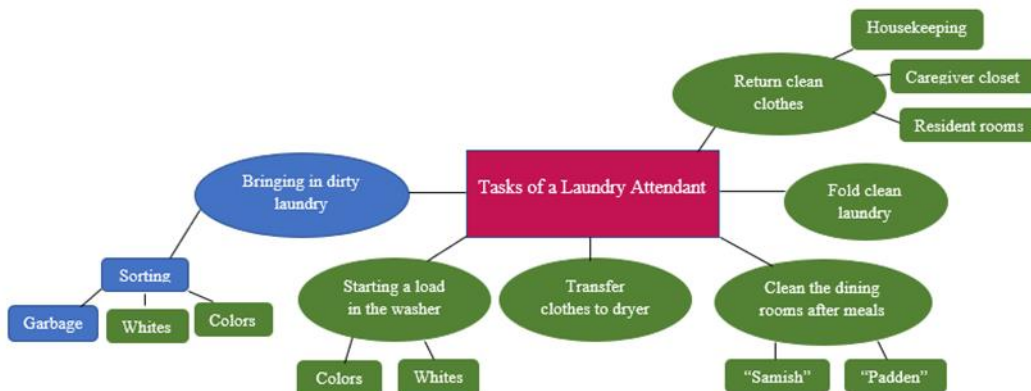 Housekeeping
Return clean
clothes
Caregiver closet
Resident rooms
Tasks of a Laundry Attendant
Bringing in dirty
laundry
Fold clean
laundry
Sorting
Garbage
Whites
Colors
Starting a load
in the washer
Transfer
clothes to dryer
Clean the dining
rooms after meals
Colors
Whites
“Samish”
“Padden”